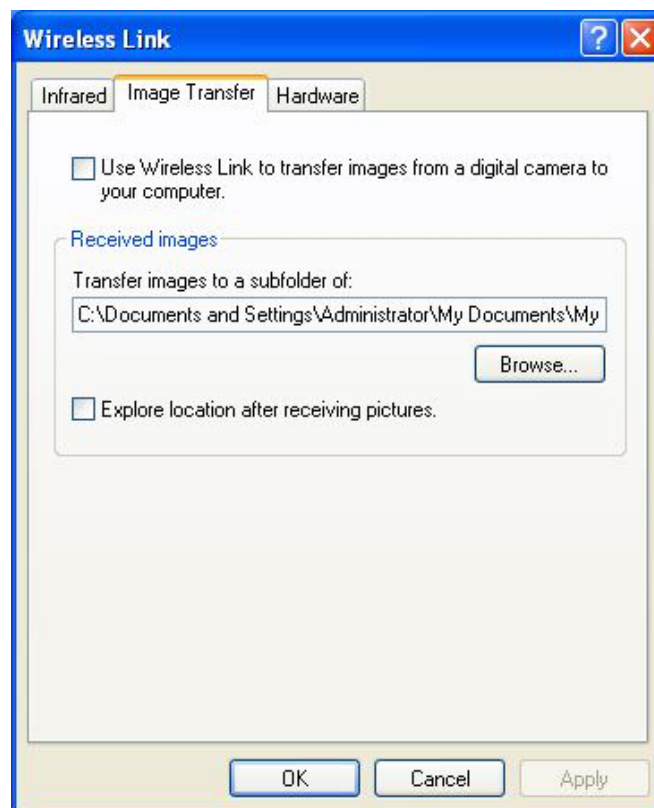 Wireless Link
Infrared Image Transfer Hardware
Use Wireless Link to transfer images from a digital camera to
your computer.
Received images
Transfer images to a subfolder of:
C:\Documents and Settings\Administrator\My Documents\My
Browse...
Explore location after receiving pictures.
OK Cancel Apply